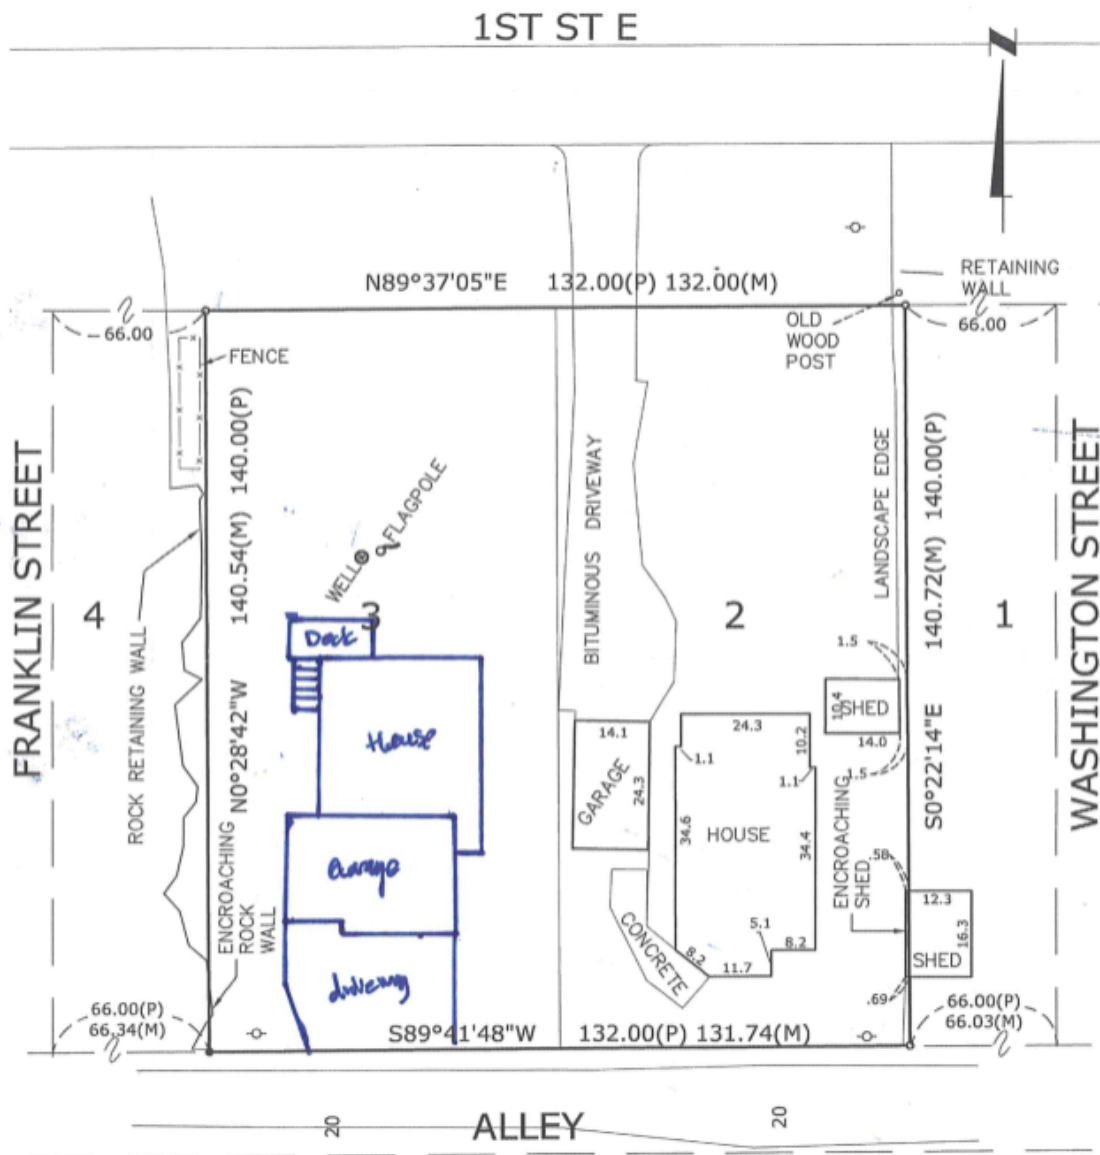 1ST ST E
N
N89°37'05"E 132.00(P) 132.00(M)
RETAINING
WALL
66.00
66.00
OLD
WOOD
POST
FENCE
FRANKLIN STREET
WASHINGTON STREET
140.54(M) 140.00(P)
N0°28'42"W
140.72(M) 140.00(P)
S0°22'14"E
LANDSCAPE EDGE
BITUMINOUS DRIVEWAY
FLAGPOLE
WELL
4
3
2
1
ROCK RETAINING WALL
Deck
House
Garage
driveway
1.5
10.4
SHED
14.0
1.5
14.1
24.3
GARAGE
24.3
10.2
1.1
1.1
34.6
HOUSE
34.4
ENCROACHING
SHED
.58
12.3
16.3
SHED
.69
5.1
8.2
8.2
11.7
CONCRETE
ENCROACHING
ROCK
WALL
66.00(P)
66.34(M)
S89°41'48"W 132.00(P) 131.74(M)
66.00(P)
66.03(M)
20
ALLEY
20